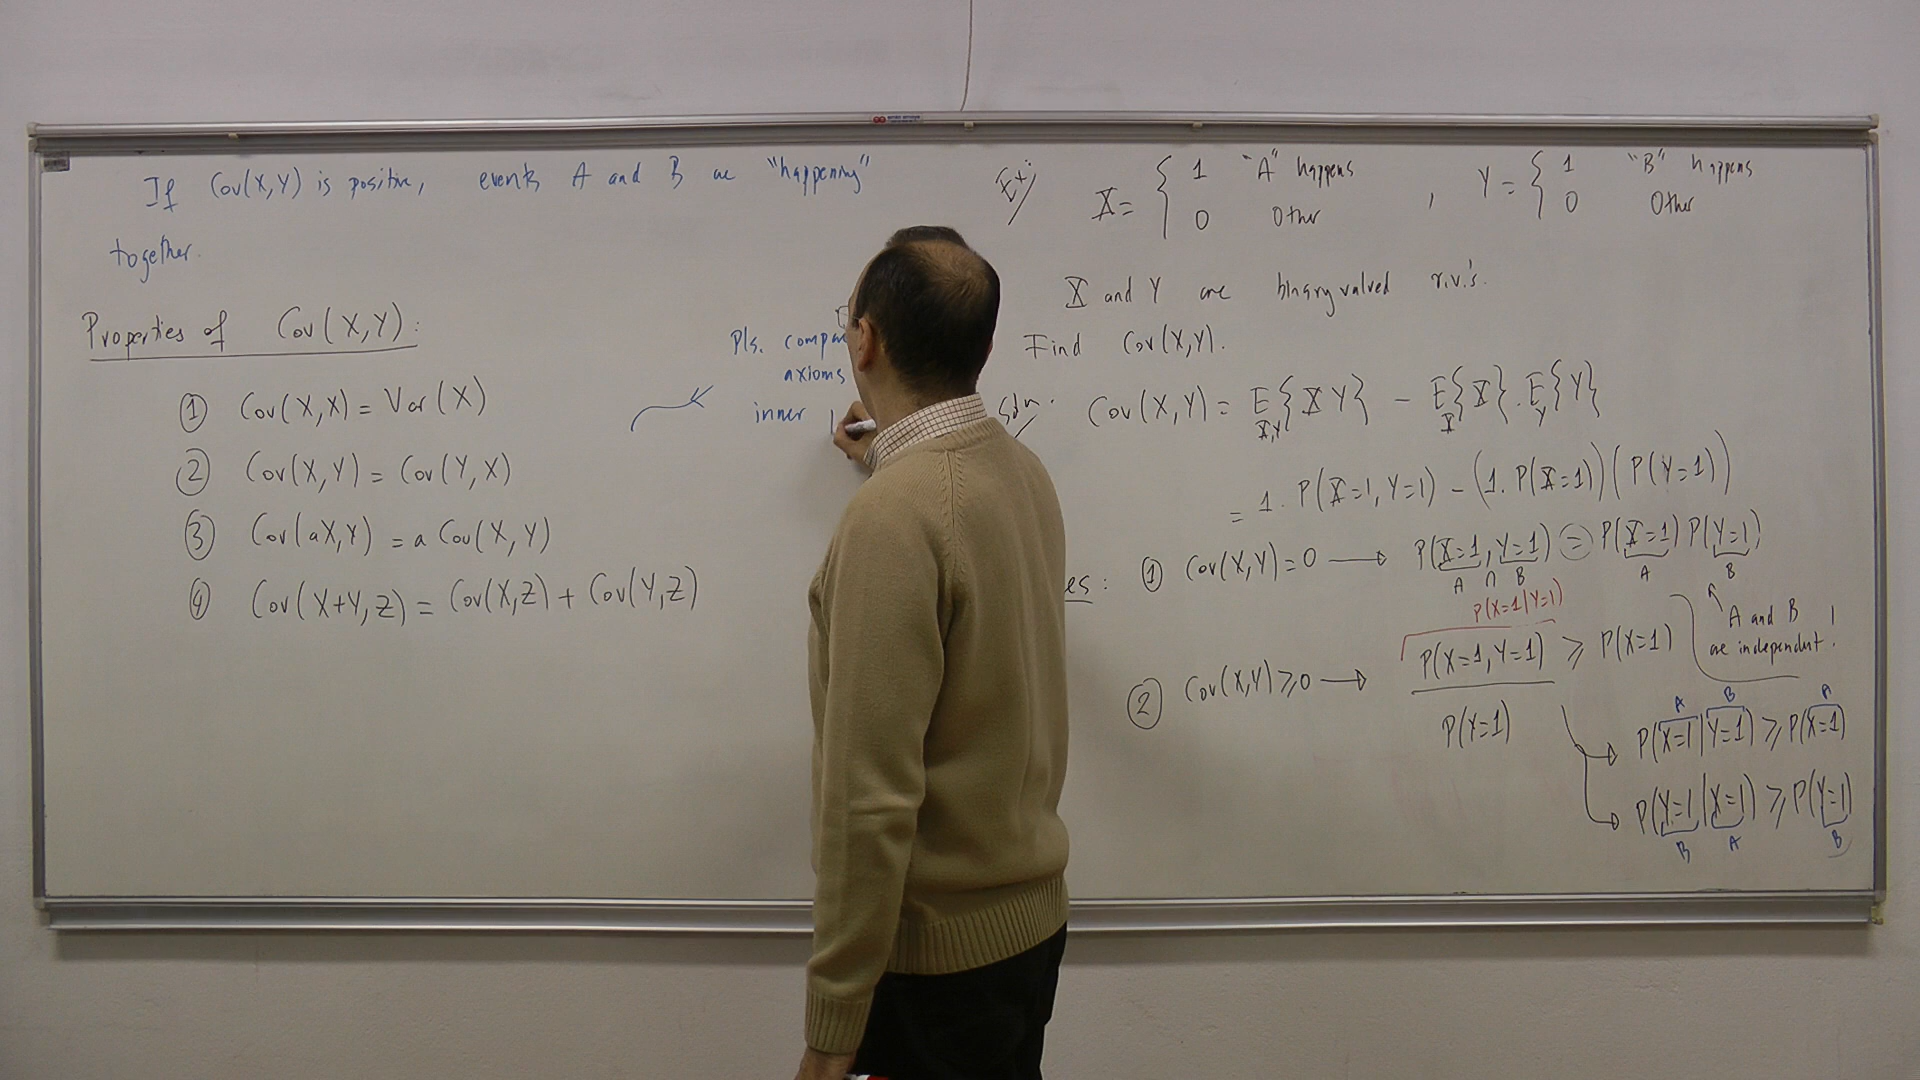 If Cov(X,Y) is positive, events A and B are "happening"
together.
Properties of Cov(X,Y):
① Cov(X,X) = Var(X)
② Cov(X,Y) = Cov(Y,X)
③ Cov(aX,Y) = a Cov(X,Y)
④ Cov(X+Y,Z) = Cov(X,Z) + Cov(Y,Z)
Pls.
axioms
inner
Ex:
X = { 1 "A" happens
0 Other
, Y = { 1 "B" happens
0 Other
X and Y are binary valued r.v.'s.
Find Cov(X,Y).
Soln.
Cov(X,Y) = E{XY} - E{X}.E{Y}
X,Y X Y
= 1. P(X=1,Y=1) - (1. P(X=1))(P(Y=1))
① Cov(X,Y)=0 → P(X=1,Y=1) = P(X=1)P(Y=1)
A ∩ B A B
A and B
are independent!
P(X=1|Y=1)
② Cov(X,Y)⩾0 → P(X=1,Y=1) ⩾ P(X=1)
P(Y=1)
A B A
P(X=1|Y=1) ⩾ P(X=1)
P(Y=1|X=1) ⩾ P(Y=1)
B A B